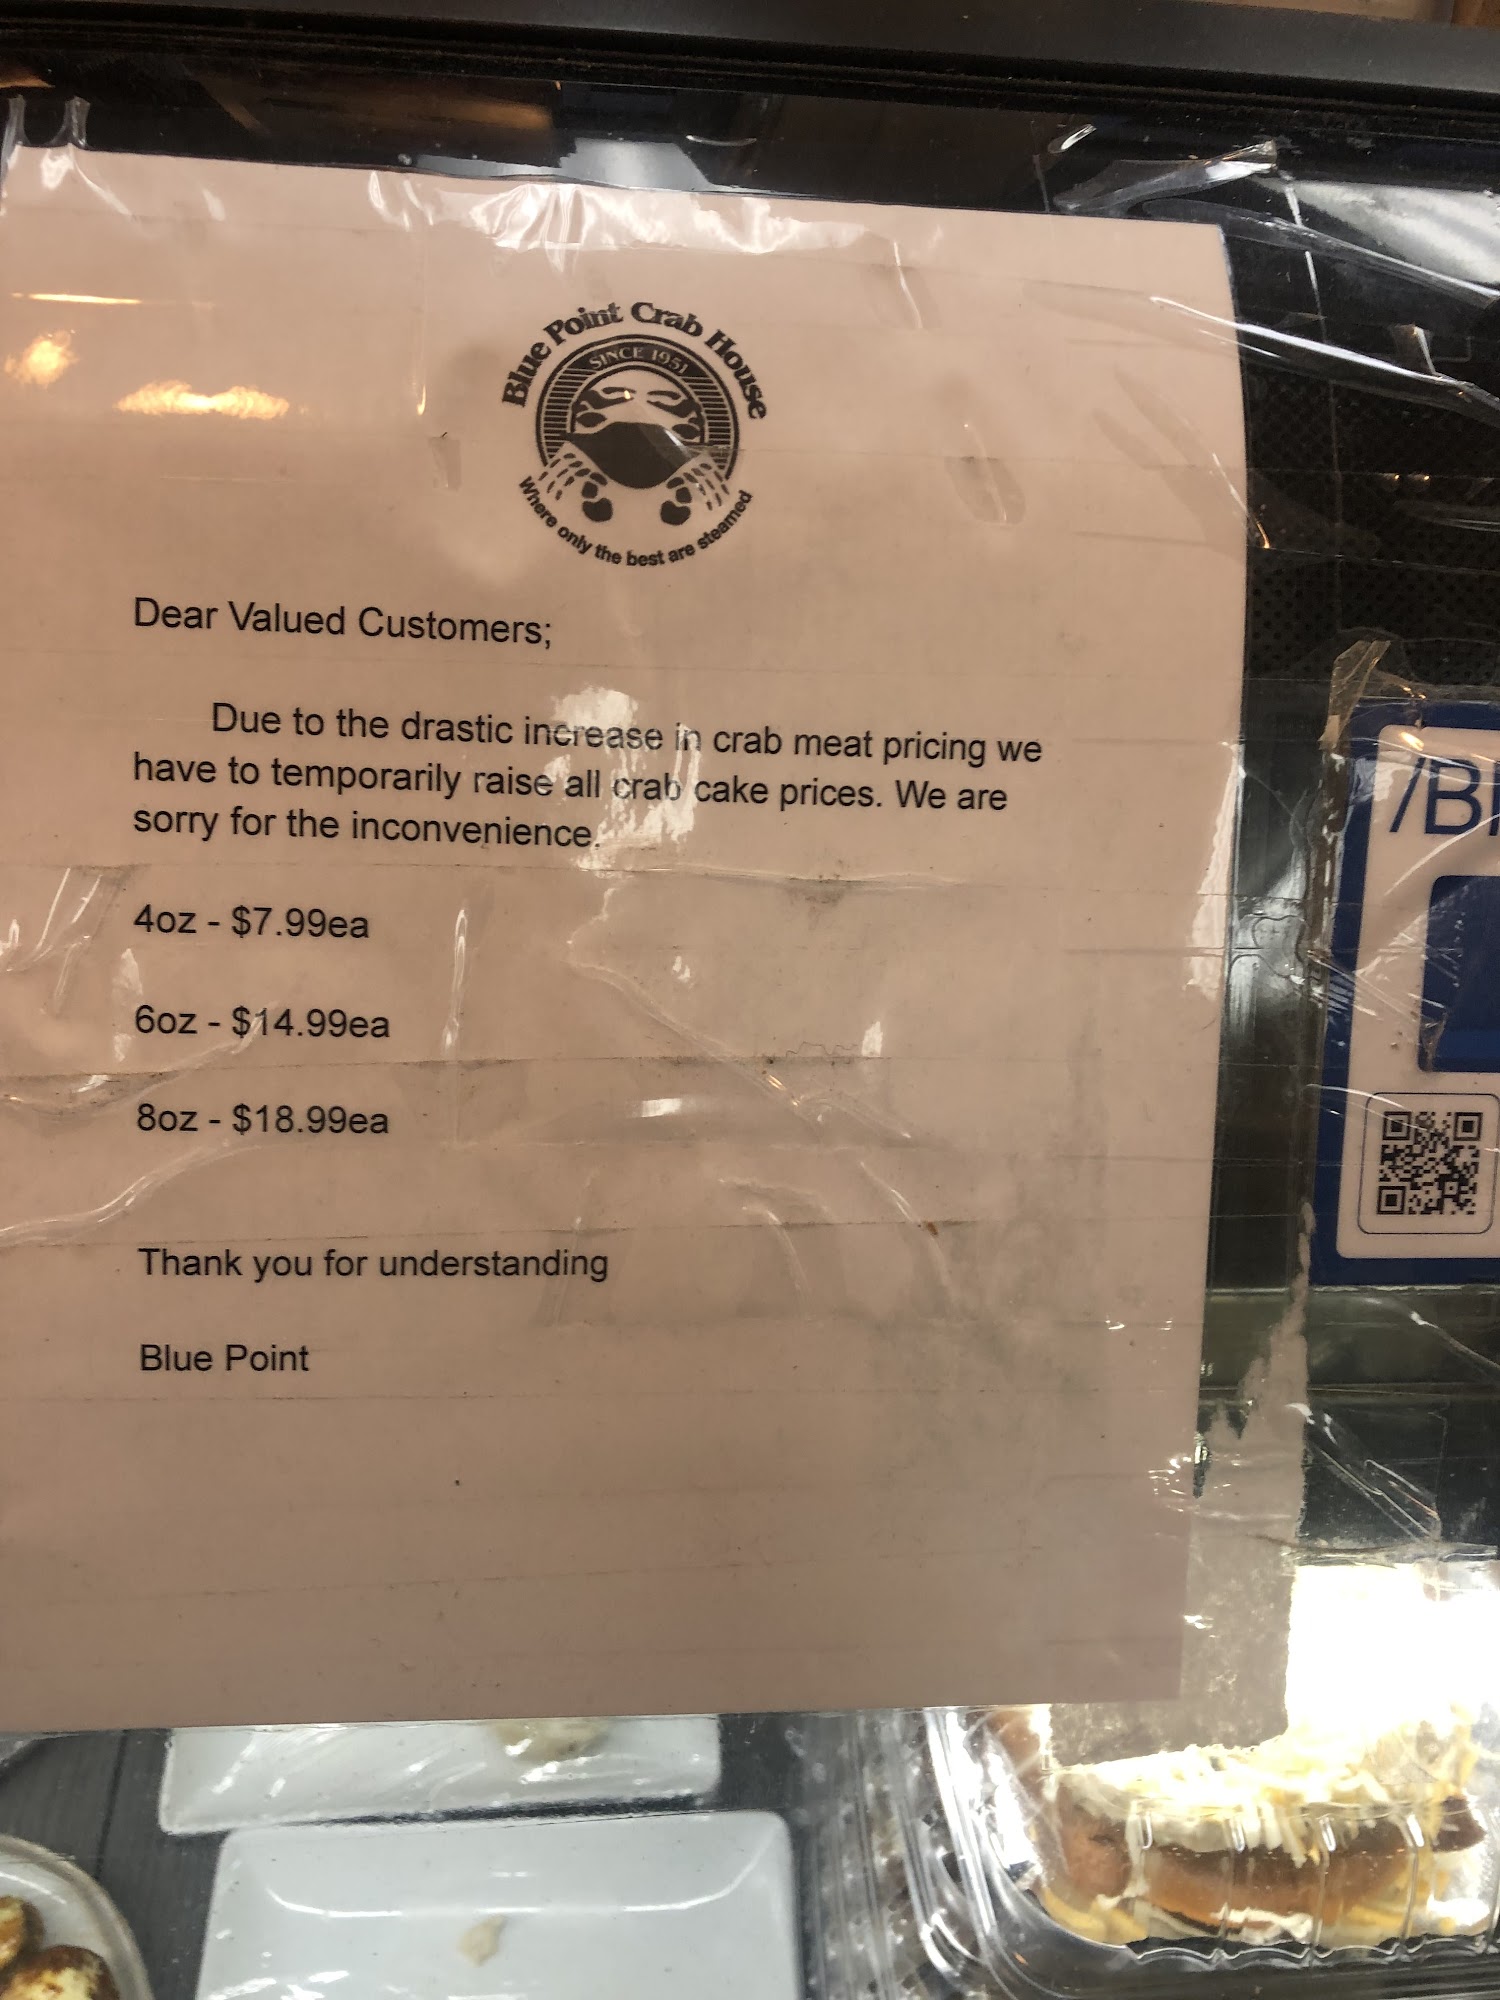 Blue Point Crab House
SINCE 1951
Where only the best are steamed
Dear Valued Customers;
Due to the drastic increase in crab meat pricing we
have to temporarily raise all crab cake prices. We are
sorry for the inconvenience.
4oz - $7.99ea
6oz - $14.99ea
8oz - $18.99ea
Thank you for understanding
Blue Point